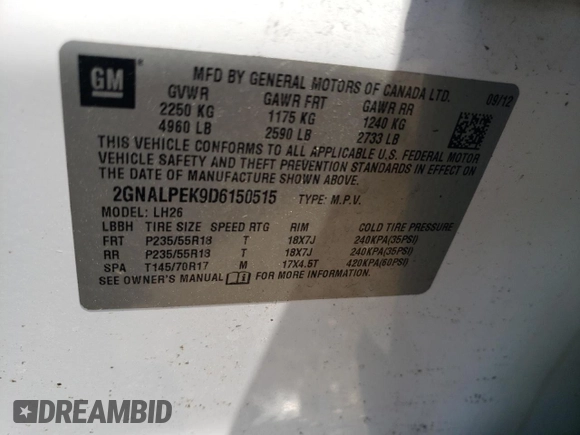 GM
MFD BY GENERAL MOTORS OF CANADA LTD.
09/12
GVWR GAWR FRT GAWR RR
2250 KG 1175 KG 1240 KG
4960 LB 2590 LB 2733 LB
THIS VEHICLE CONFORMS TO ALL APPLICABLE U.S. FEDERAL MOTOR
VEHICLE SAFETY AND THEFT PREVENTION STANDARDS IN EFFECT ON
THE DATE OF MANUFACTURE SHOWN ABOVE.
2GNALPEK9D6150515 TYPE: M.P.V.
MODEL: LH26
LBBH TIRE SIZE SPEED RTG RIM COLD TIRE PRESSURE
FRT P235/55R18 T 18X7J 240KPA(35PSI)
RR P235/55R18 T 18X7J 240KPA(35PSI)
SPA T145/70R17 M 17X4.5T 420KPA(60PSI)
SEE OWNER'S MANUAL FOR MORE INFORMATION
DREAMBID